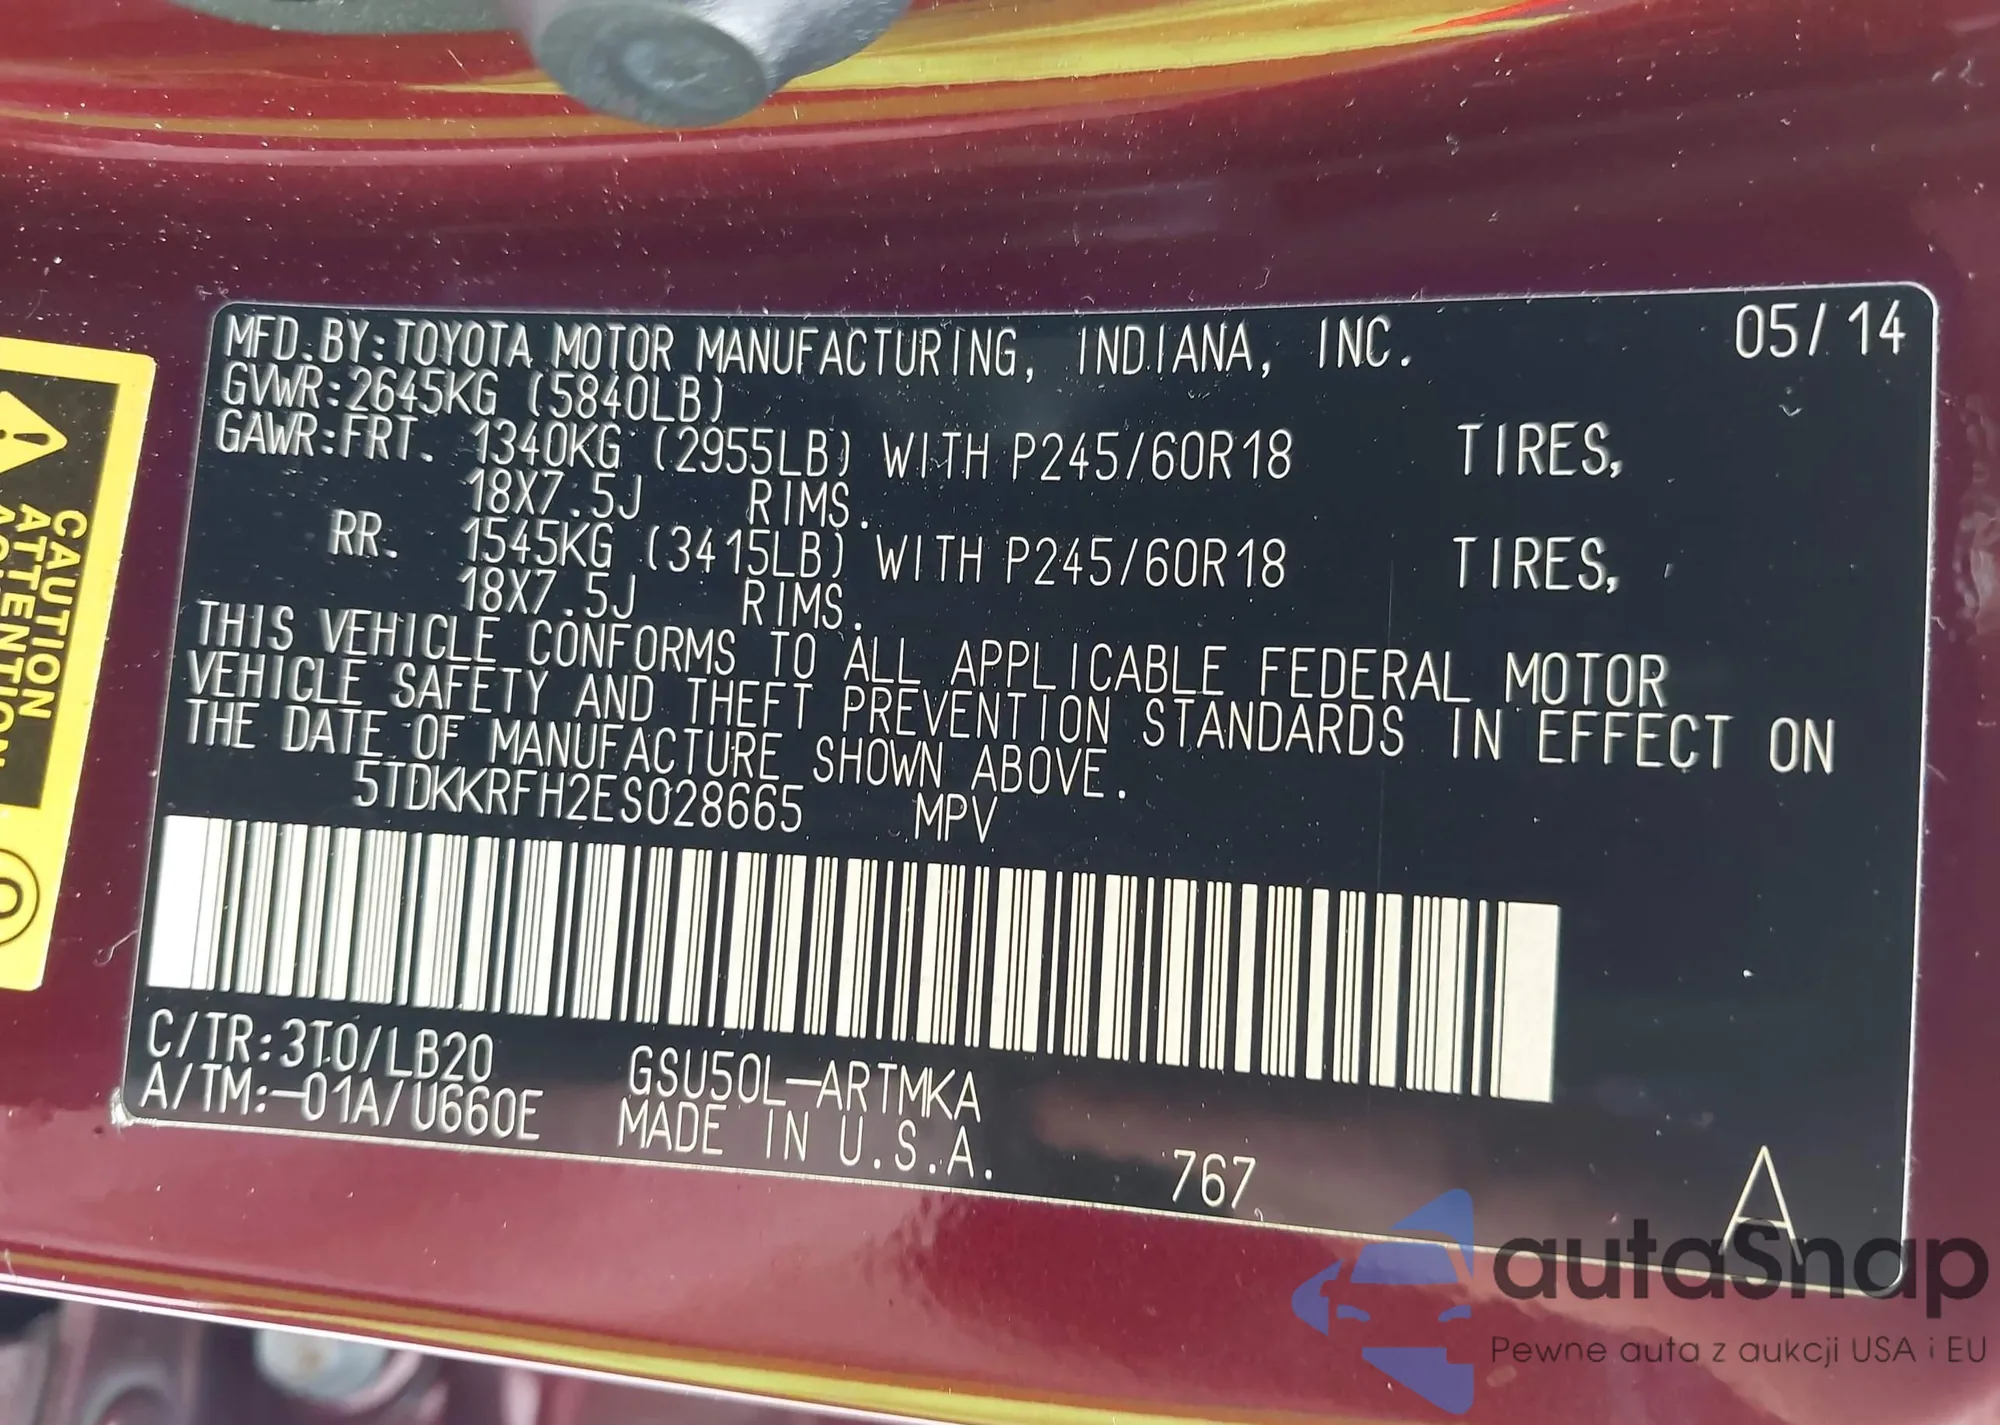 MFD. BY: TOYOTA MOTOR MANUFACTURING, INDIANA, INC. 05/14
GVWR: 2645KG (5840LB)
GAWR: FRT. 1340KG (2955LB) WITH P245/60R18 TIRES,
18X7.5J RIMS.
RR. 1545KG (3415LB) WITH P245/60R18 TIRES,
18X7.5J RIMS.
THIS VEHICLE CONFORMS TO ALL APPLICABLE FEDERAL MOTOR
VEHICLE SAFETY AND THEFT PREVENTION STANDARDS IN EFFECT ON
THE DATE OF MANUFACTURE SHOWN ABOVE.
5TDKKRFH2ES028665 MPV
C/TR: 3T0/LB20 GSU50L-ARTMKA
A/TM: -01A/U660E MADE IN U.S.A. 767 A
CAUTION
ATTENTION
autaSnap
Pewne auta z aukcji USA i EU